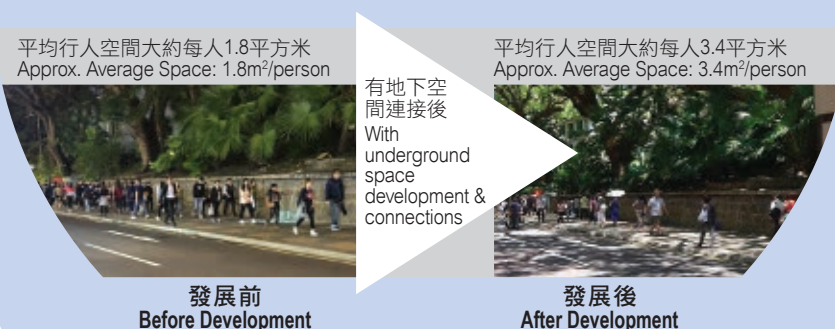 平均行人空間大約每人1.8平方米
Approx. Average Space: 1.8m²/person
有地下空
間連接後
With
underground
space
development &
connections
平均行人空間大約每人3.4平方米
Approx. Average Space: 3.4m²/person
發展前
Before Development
發展後
After Development